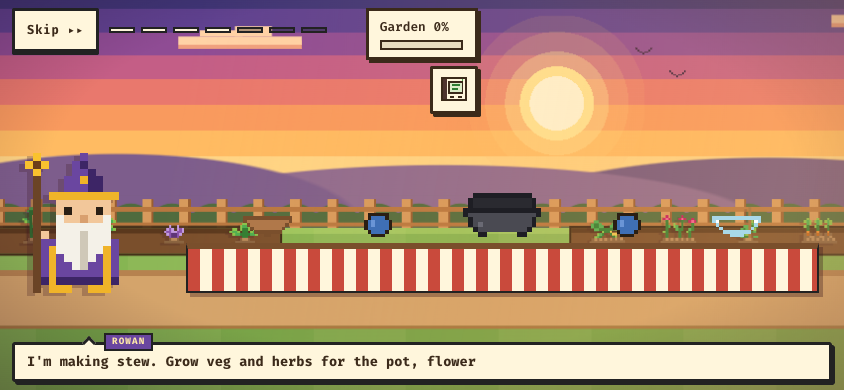 Skip ▸▸
Garden 0%
ROWAN
I'm making stew. Grow veg and herbs for the pot, flower